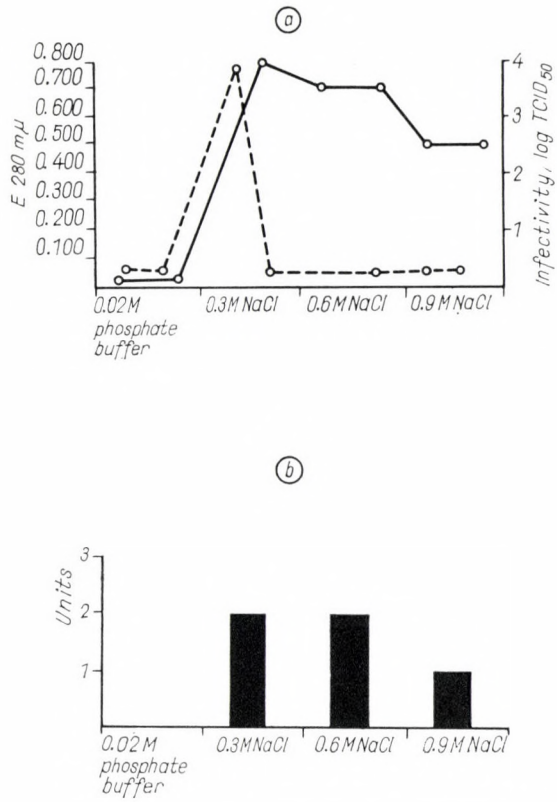 a
0.800
0.700
0.600
0.500
0.400
0.300
0.200
0.100
E 280 mµ
4
3
2
1
Infectivity, log TCID50
0.02M
phosphate
buffer
0.3M NaCl
0.6M NaCl
0.9M NaCl
b
3
2
1
Units
0.02M
phosphate
buffer
0.3M NaCl
0.6M NaCl
0.9M NaCl